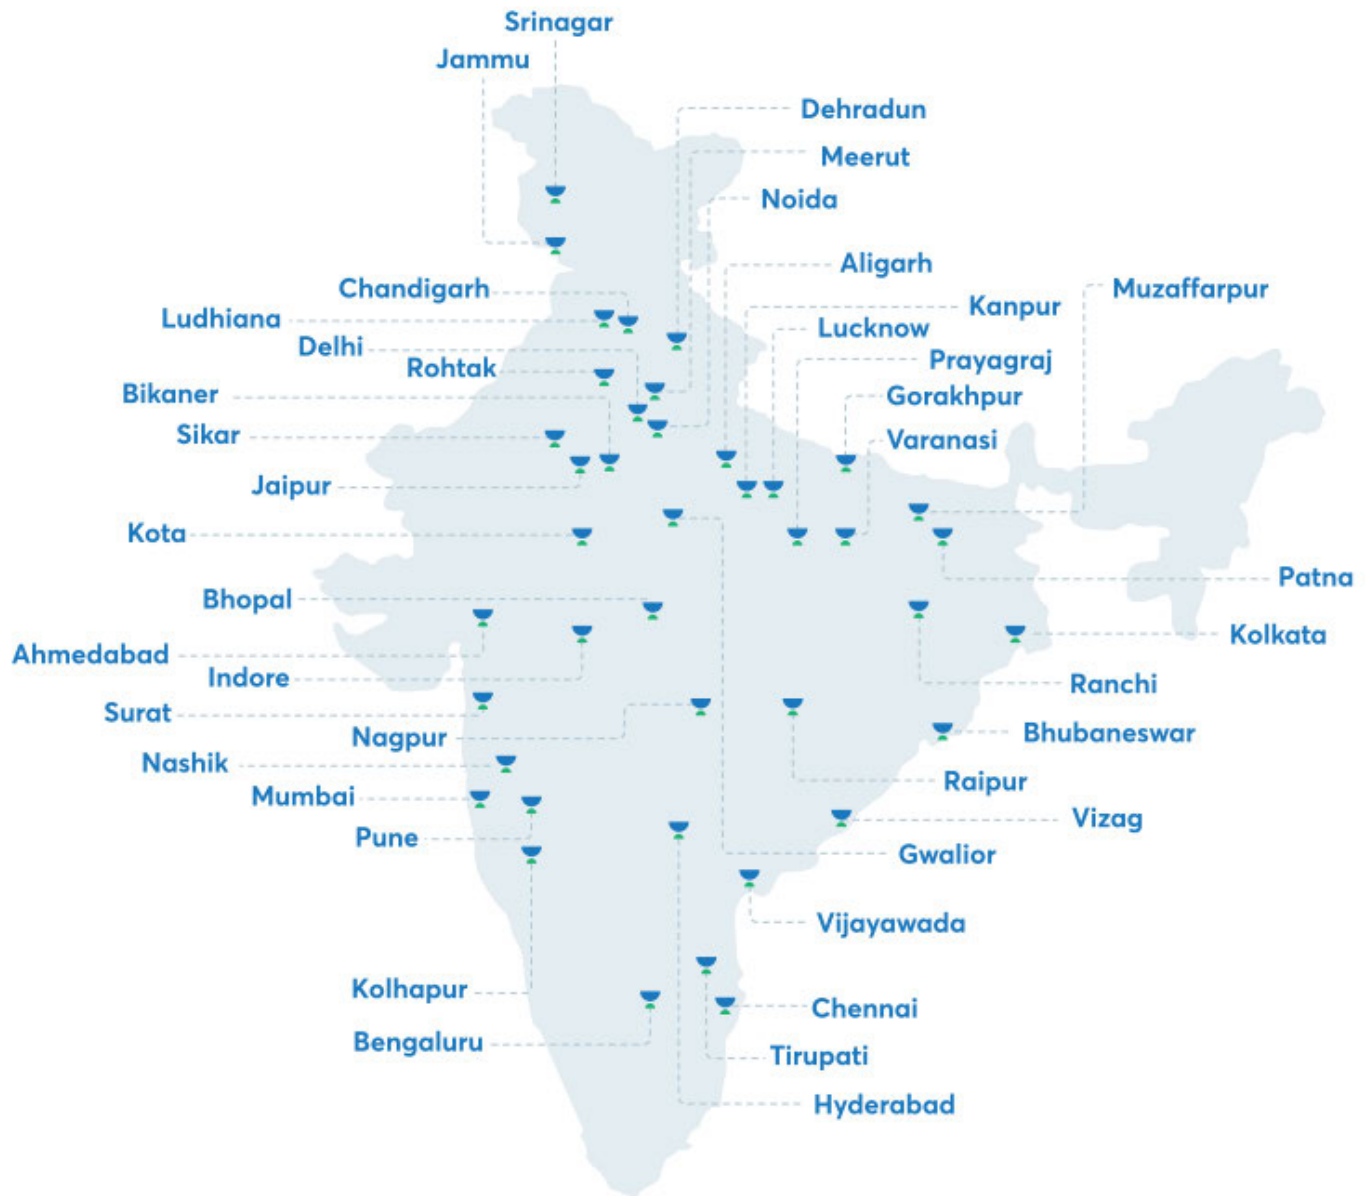 Srinagar
Jammu
Dehradun
Meerut
Noida
Aligarh
Chandigarh
Muzaffarpur
Kanpur
Ludhiana
Lucknow
Delhi
Prayagraj
Rohtak
Bikaner
Gorakhpur
Sikar
Varanasi
Jaipur
Kota
Patna
Bhopal
Kolkata
Ahmedabad
Indore
Ranchi
Surat
Bhubaneswar
Nagpur
Nashik
Raipur
Mumbai
Vizag
Pune
Gwalior
Vijayawada
Kolhapur
Chennai
Bengaluru
Tirupati
Hyderabad